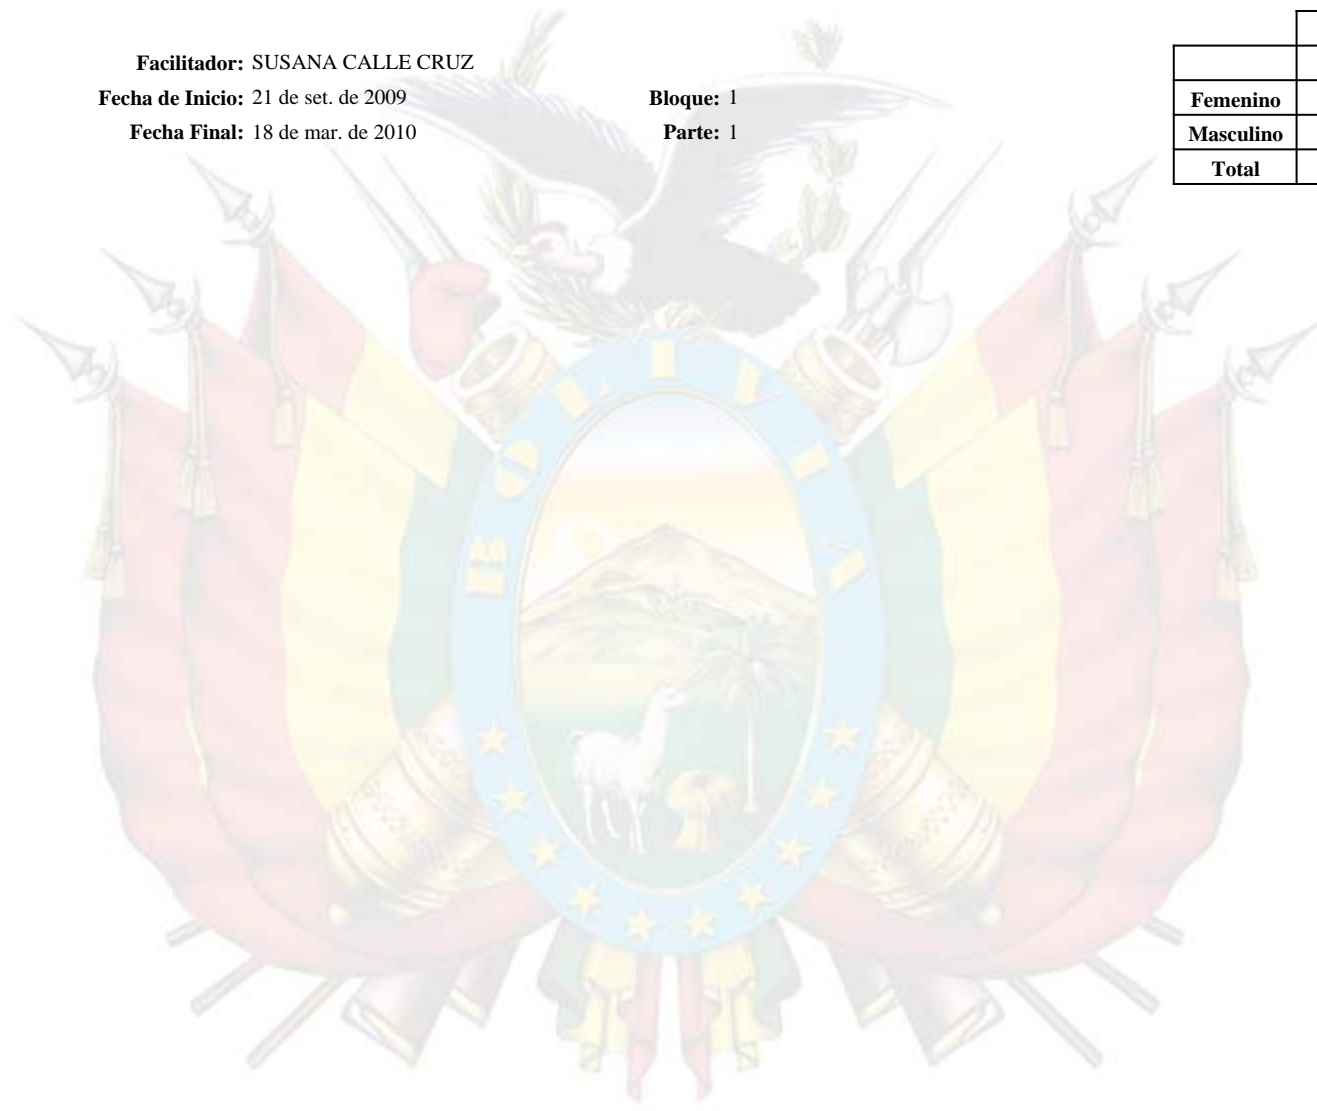 Facilitador: SUSANA CALLE CRUZ
Fecha de Inicio: 21 de set. de 2009 Bloque: 1
Fecha Final: 18 de mar. de 2010 Parte: 1
Femenino
Masculino
Total
BOLIVIA